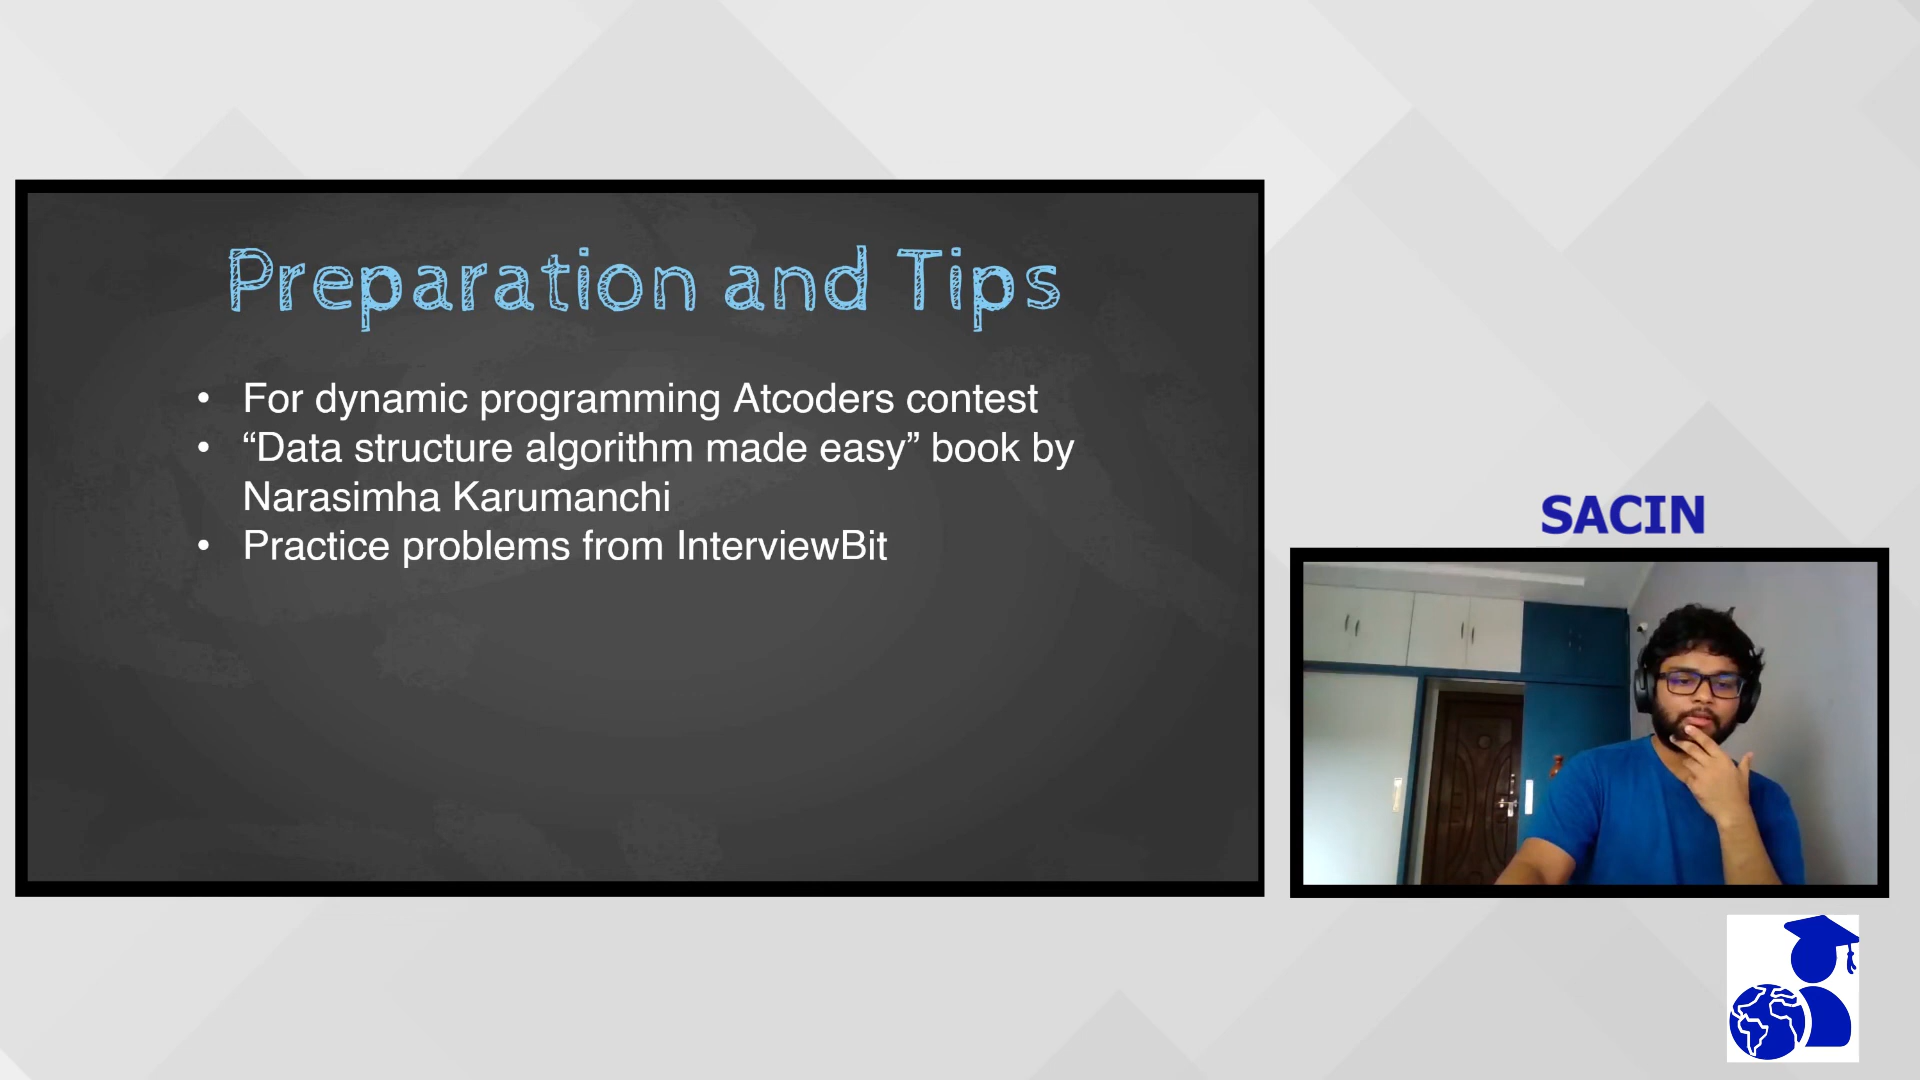 Preparation and Tips
• For dynamic programming Atcoders contest
• “Data structure algorithm made easy” book by
Narasimha Karumanchi
• Practice problems from InterviewBit
SACIN